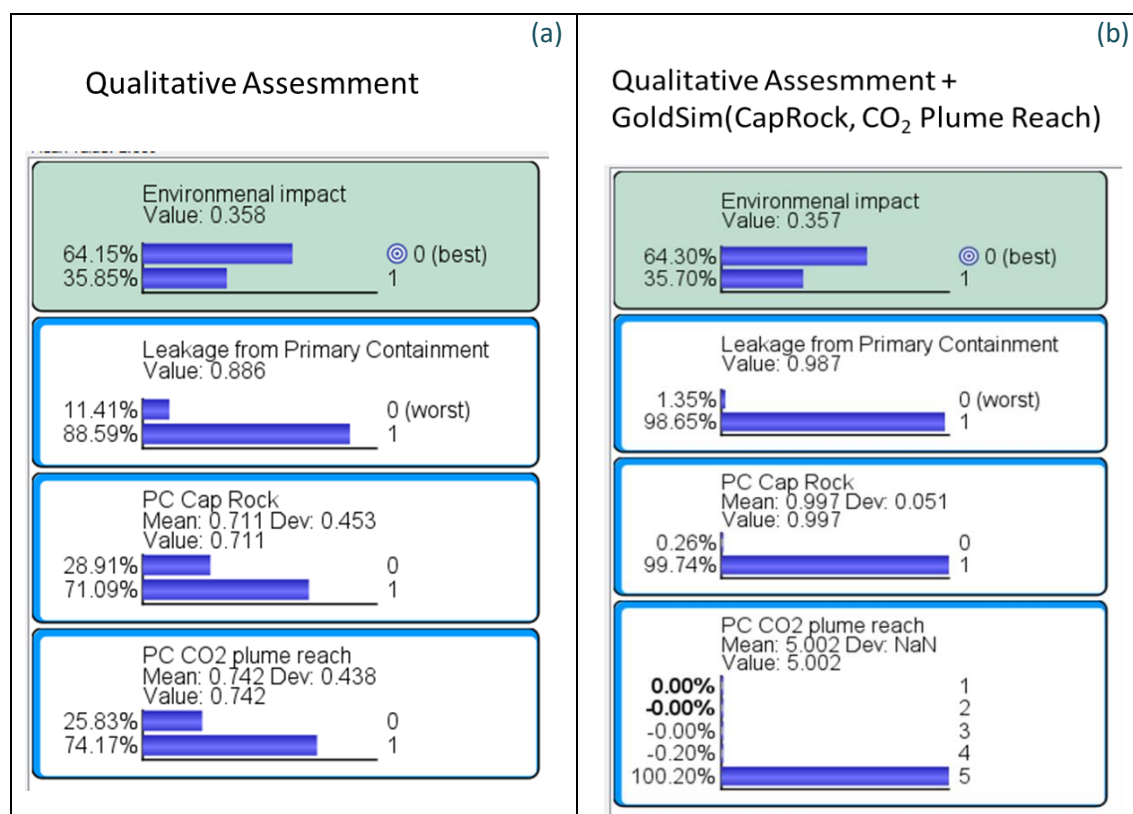 (a)
Qualitative Assesmment
Environmenal impact
Value: 0.358
64.15% 0 (best)
35.85% 1
Leakage from Primary Containment
Value: 0.886
11.41% 0 (worst)
88.59% 1
PC Cap Rock
Mean: 0.711 Dev: 0.453
Value: 0.711
28.91% 0
71.09% 1
PC CO2 plume reach
Mean: 0.742 Dev: 0.438
Value: 0.742
25.83% 0
74.17% 1
(b)
Qualitative Assesmment +
GoldSim(CapRock, CO₂ Plume Reach)
Environmenal impact
Value: 0.357
64.30% 0 (best)
35.70% 1
Leakage from Primary Containment
Value: 0.987
1.35% 0 (worst)
98.65% 1
PC Cap Rock
Mean: 0.997 Dev: 0.051
Value: 0.997
0.26% 0
99.74% 1
PC CO2 plume reach
Mean: 5.002 Dev: NaN
Value: 5.002
0.00% 1
-0.00% 2
-0.00% 3
-0.20% 4
100.20% 5